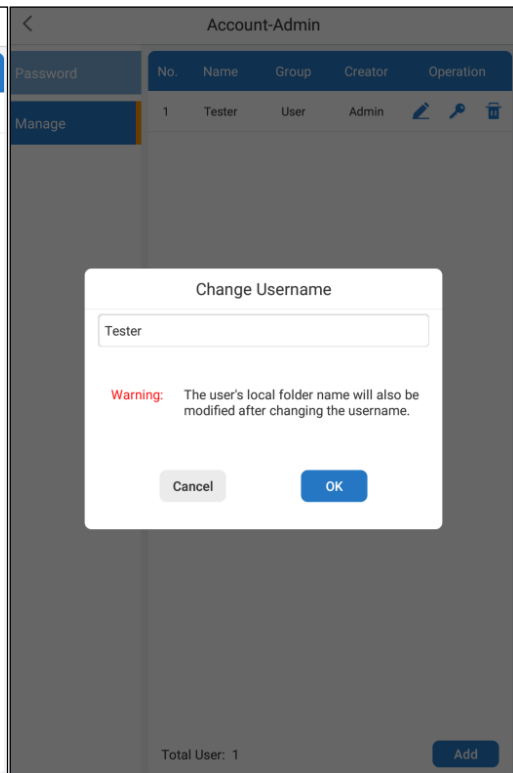 Account-Admin
Password
No. Name Group Creator Operation
Manage
1 Tester User Admin
Change Username
Tester
Warning: The user's local folder name will also be
modified after changing the username.
Cancel OK
Total User: 1 Add